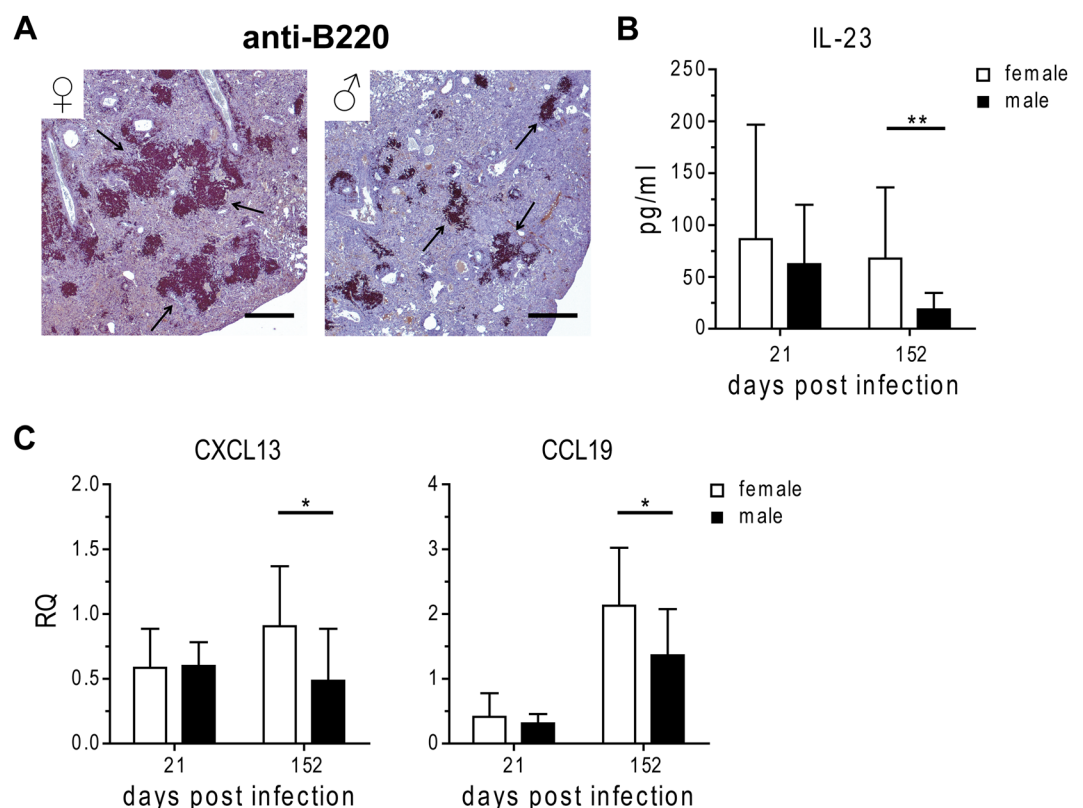 A
anti-B220
♀
♂
B
IL-23
250
200
150
100
50
0
pg/ml
**
female
male
21
152
days post infection
C
CXCL13
2.0
1.5
1.0
0.5
0.0
RQ
*
21
152
days post infection
CCL19
4
3
2
1
0
*
female
male
21
152
days post infection